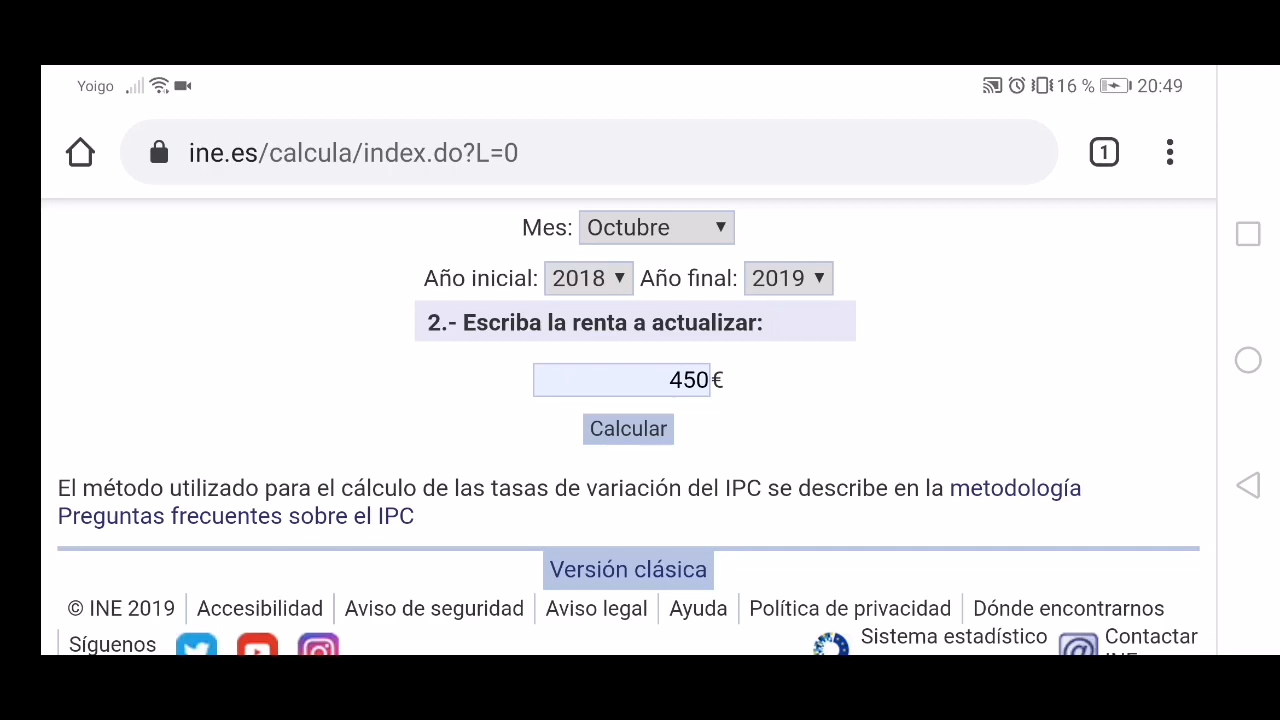 Yoigo 16 % 20:49
ine.es/calcula/index.do?L=0 1
Mes: Octubre
Año inicial: 2018 Año final: 2019
2.- Escriba la renta a actualizar:
450€
Calcular
El método utilizado para el cálculo de las tasas de variación del IPC se describe en la metodología
Preguntas frecuentes sobre el IPC
Versión clásica
© INE 2019 Accesibilidad Aviso de seguridad Aviso legal Ayuda Política de privacidad Dónde encontrarnos
Síguenos Sistema estadístico Contactar